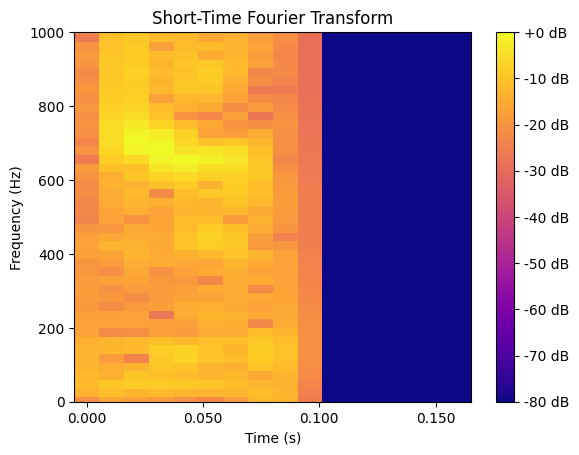 Short-Time Fourier Transform
Frequency (Hz)
1000
800
600
400
200
0
0.000
0.050
0.100
0.150
Time (s)
+0 dB
-10 dB
-20 dB
-30 dB
-40 dB
-50 dB
-60 dB
-70 dB
-80 dB